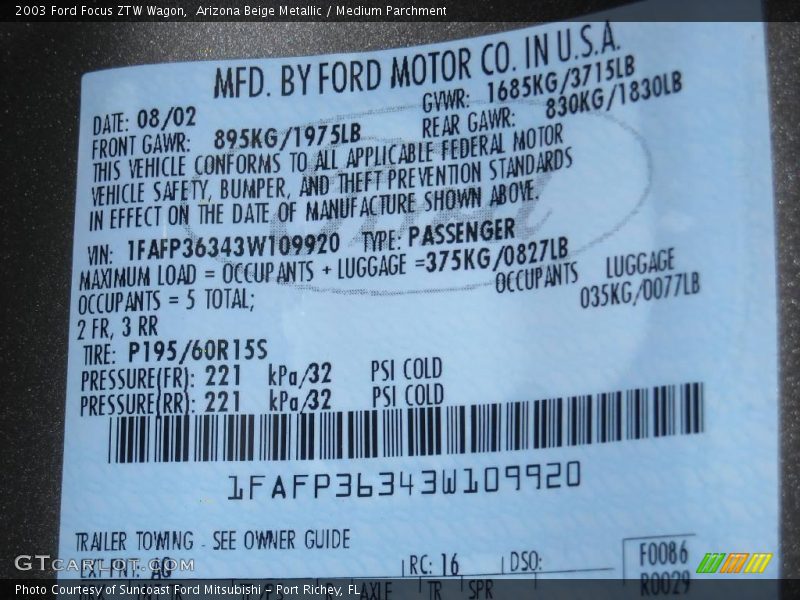 2003 Ford Focus ZTW Wagon, Arizona Beige Metallic / Medium Parchment
MFD. BY FORD MOTOR CO. IN U.S.A.
DATE: 08/02 GVWR: 1685KG/3715LB
FRONT GAWR: 895KG/1975LB REAR GAWR: 830KG/1830LB
THIS VEHICLE CONFORMS TO ALL APPLICABLE FEDERAL MOTOR
VEHICLE SAFETY, BUMPER, AND THEFT PREVENTION STANDARDS
IN EFFECT ON THE DATE OF MANUFACTURE SHOWN ABOVE.
VIN: 1FAFP36343W109920 TYPE: PASSENGER
MAXIMUM LOAD = OCCUPANTS + LUGGAGE =375KG/0827LB
OCCUPANTS LUGGAGE
OCCUPANTS = 5 TOTAL; 035KG/0077LB
2 FR, 3 RR
TIRE: P195/60R15S
PRESSURE(FR): 221 kPa/32 PSI COLD
PRESSURE(RR): 221 kPa/32 PSI COLD
1FAFP36343W109920
TRAILER TOWING - SEE OWNER GUIDE
EXT PNT: AG RC: 16 DSO: F0086
R0029
GTCarLot.com
AXLE TR SPR
Photo Courtesy of Suncoast Ford Mitsubishi - Port Richey, FL